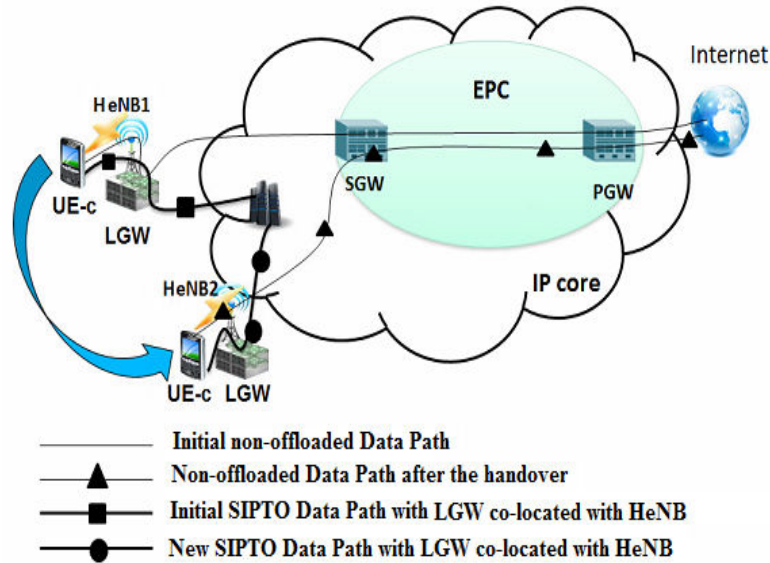 Internet
EPC
HeNB1
SGW
PGW
UE-c
LGW
HeNB2
IP core
UE-c LGW
Initial non-offloaded Data Path
Non-offloaded Data Path after the handover
Initial SIPTO Data Path with LGW co-located with HeNB
New SIPTO Data Path with LGW co-located with HeNB